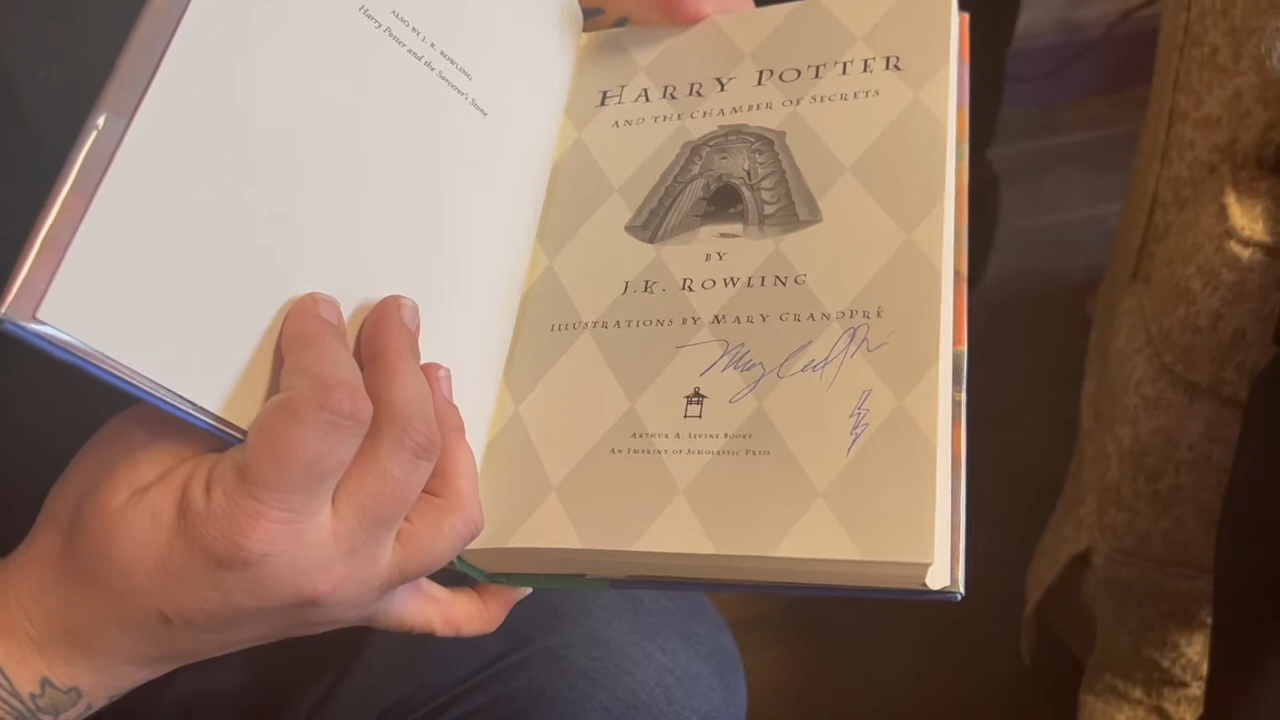 ALSO BY J. K. ROWLING
Harry Potter and the Sorcerer's Stone
HARRY POTTER
AND THE CHAMBER OF SECRETS
BY
J.K. ROWLING
ILLUSTRATIONS BY MARY GRANDPRÉ
ARTHUR A. LEVINE BOOKS
AN IMPRINT OF SCHOLASTIC PRESS